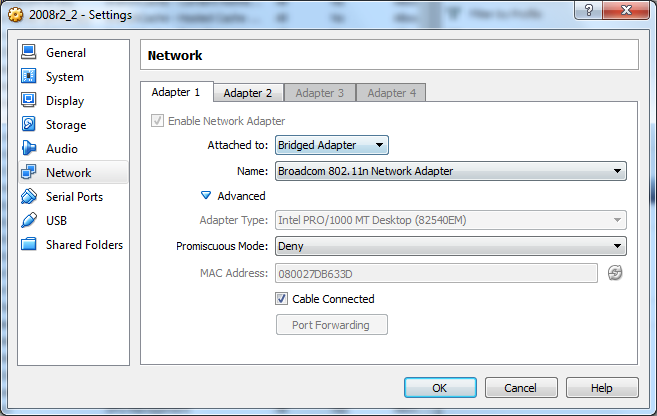 2008r2_2 - Settings
General
System
Display
Storage
Audio
Network
Serial Ports
USB
Shared Folders
Network
Adapter 1 Adapter 2 Adapter 3 Adapter 4
Enable Network Adapter
Attached to: Bridged Adapter
Name: Broadcom 802.11n Network Adapter
Advanced
Adapter Type: Intel PRO/1000 MT Desktop (82540EM)
Promiscuous Mode: Deny
MAC Address: 080027DB633D
Cable Connected
Port Forwarding
OK Cancel Help